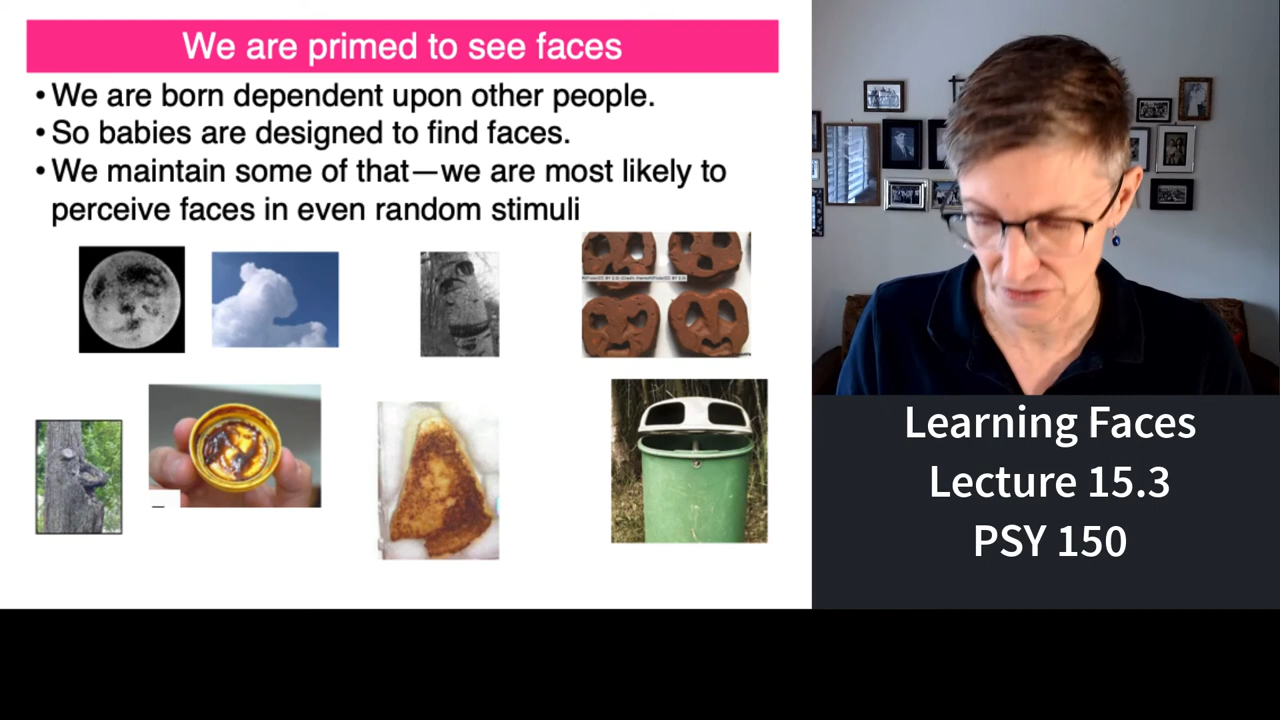 We are primed to see faces
• We are born dependent upon other people.
• So babies are designed to find faces.
• We maintain some of that—we are most likely to
perceive faces in even random stimuli
Learning Faces
Lecture 15.3
PSY 150